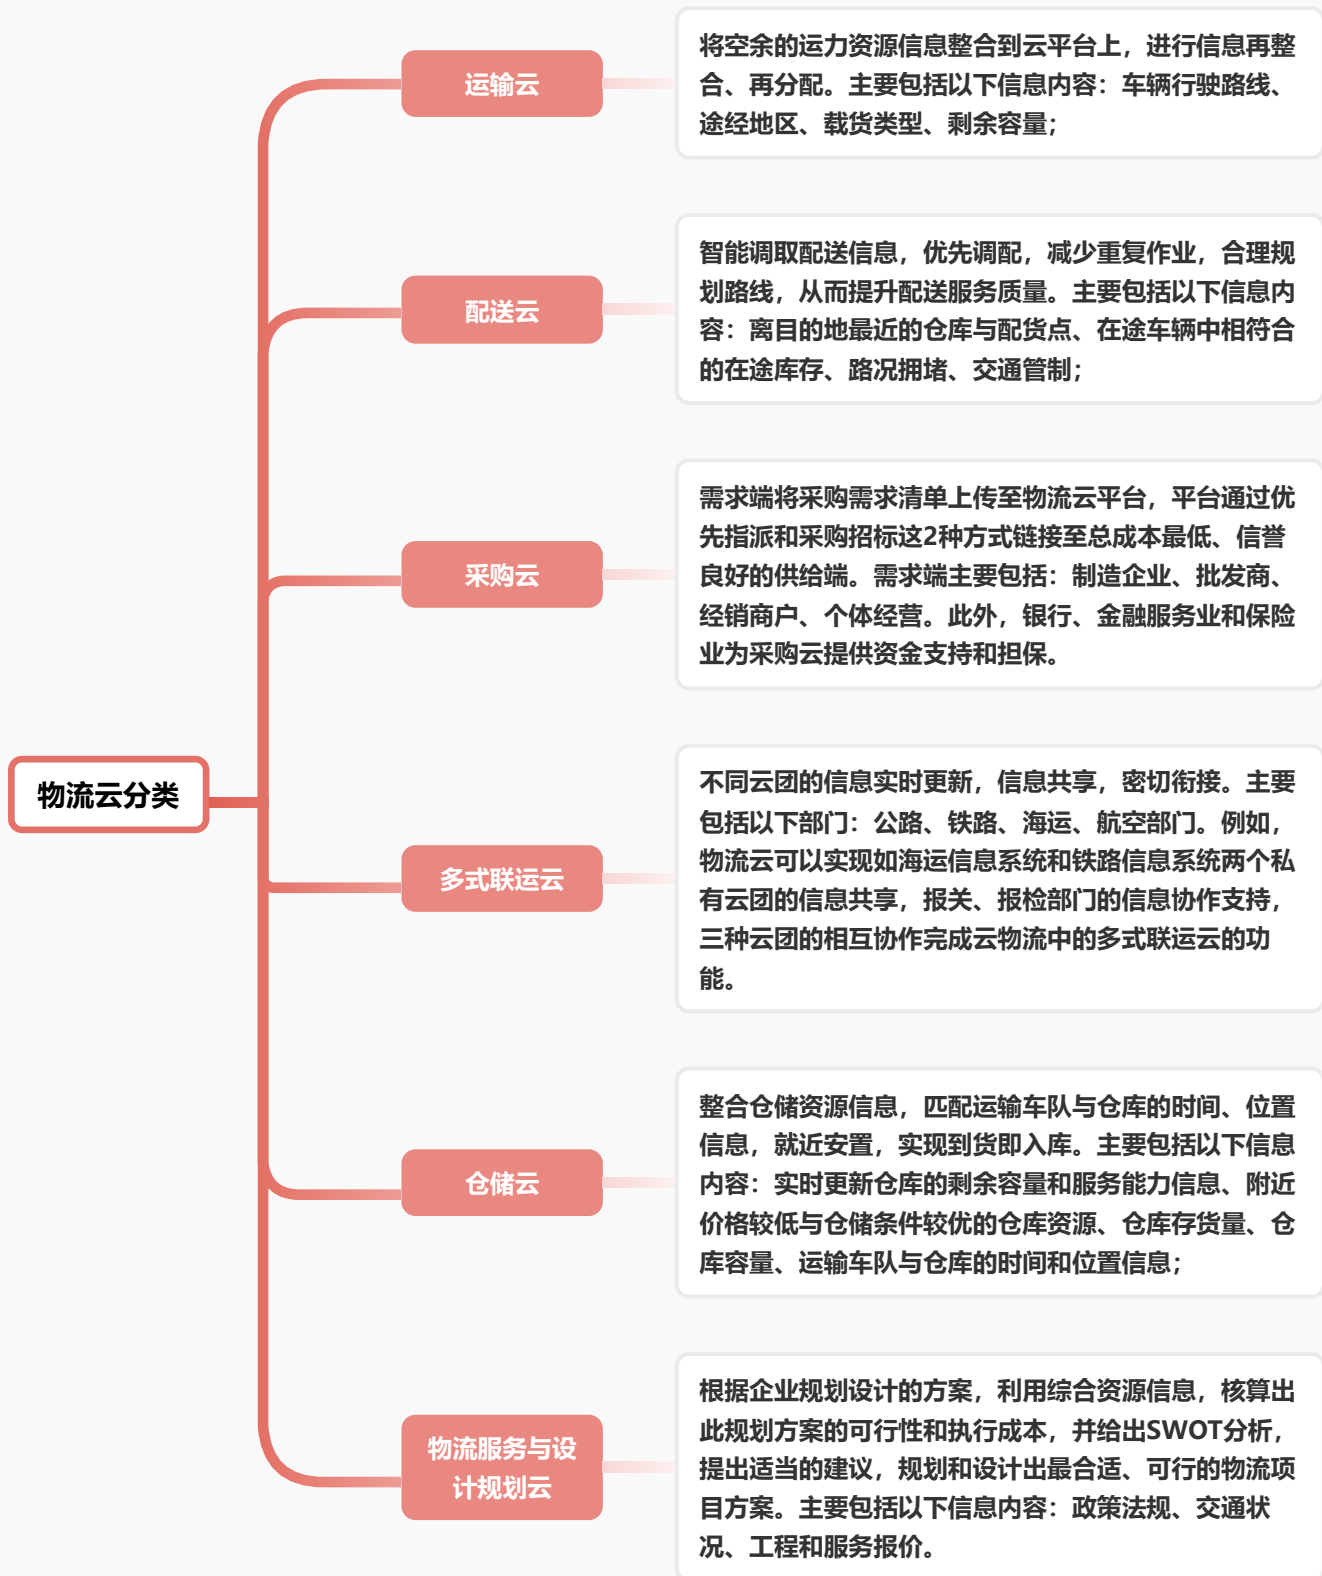 物流云分类
运输云
将空余的运力资源信息整合到云平台上，进行信息再整
合、再分配。主要包括以下信息内容：车辆行驶路线、
途经地区、载货类型、剩余容量；
配送云
智能调取配送信息，优先调配，减少重复作业，合理规
划路线，从而提升配送服务质量。主要包括以下信息内
容：离目的地最近的仓库与配货点、在途车辆中相符合
的在途库存、路况拥堵、交通管制；
采购云
需求端将采购需求清单上传至物流云平台，平台通过优
先指派和采购招标这2种方式链接至总成本最低、信誉
良好的供给端。需求端主要包括：制造企业、批发商、
经销商户、个体经营。此外，银行、金融服务业和保险
业为采购云提供资金支持和担保。
多式联运云
不同云团的信息实时更新，信息共享，密切衔接。主要
包括以下部门：公路、铁路、海运、航空部门。例如，
物流云可以实现如海运信息系统和铁路信息系统两个私
有云团的信息共享，报关、报检部门的信息协作支持，
三种云团的相互协作完成云物流中的多式联运云的功
能。
仓储云
整合仓储资源信息，匹配运输车队与仓库的时间、位置
信息，就近安置，实现到货即入库。主要包括以下信息
内容：实时更新仓库的剩余容量和服务能力信息、附近
价格较低与仓储条件较优的仓库资源、仓库存货量、仓
库容量、运输车队与仓库的时间和位置信息；
物流服务与设
计规划云
根据企业规划设计的方案，利用综合资源信息，核算出
此规划方案的可行性和执行成本，并给出SWOT分析，
提出适当的建议，规划和设计出最合适、可行的物流项
目方案。主要包括以下信息内容：政策法规、交通状
况、工程和服务报价。